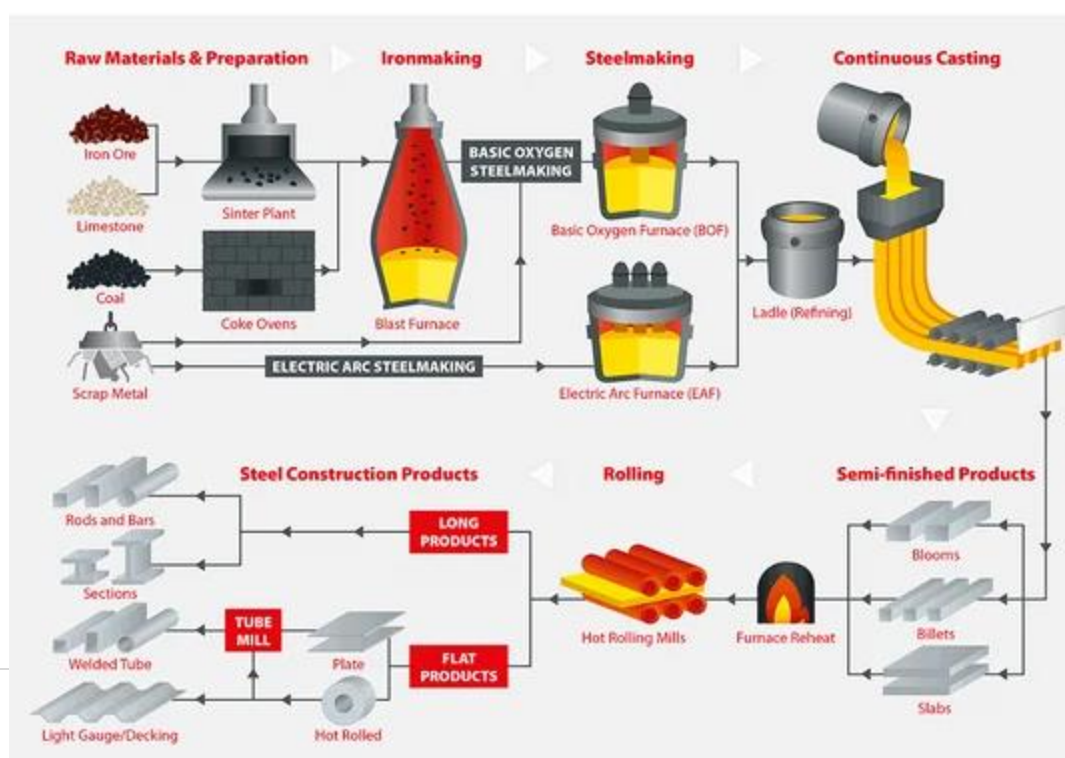 Raw Materials & Preparation
Ironmaking
Steelmaking
Continuous Casting
Iron Ore
Limestone
Coal
Scrap Metal
Sinter Plant
Coke Ovens
Blast Furnace
BASIC OXYGEN
STEELMAKING
ELECTRIC ARC STEELMAKING
Basic Oxygen Furnace (BOF)
Electric Arc Furnace (EAF)
Ladle (Refining)
Steel Construction Products
Rolling
Semi-finished Products
Rods and Bars
Sections
Welded Tube
Light Gauge/Decking
TUBE
MILL
Plate
Hot Rolled
LONG
PRODUCTS
FLAT
PRODUCTS
Hot Rolling Mills
Furnace Reheat
Blooms
Billets
Slabs